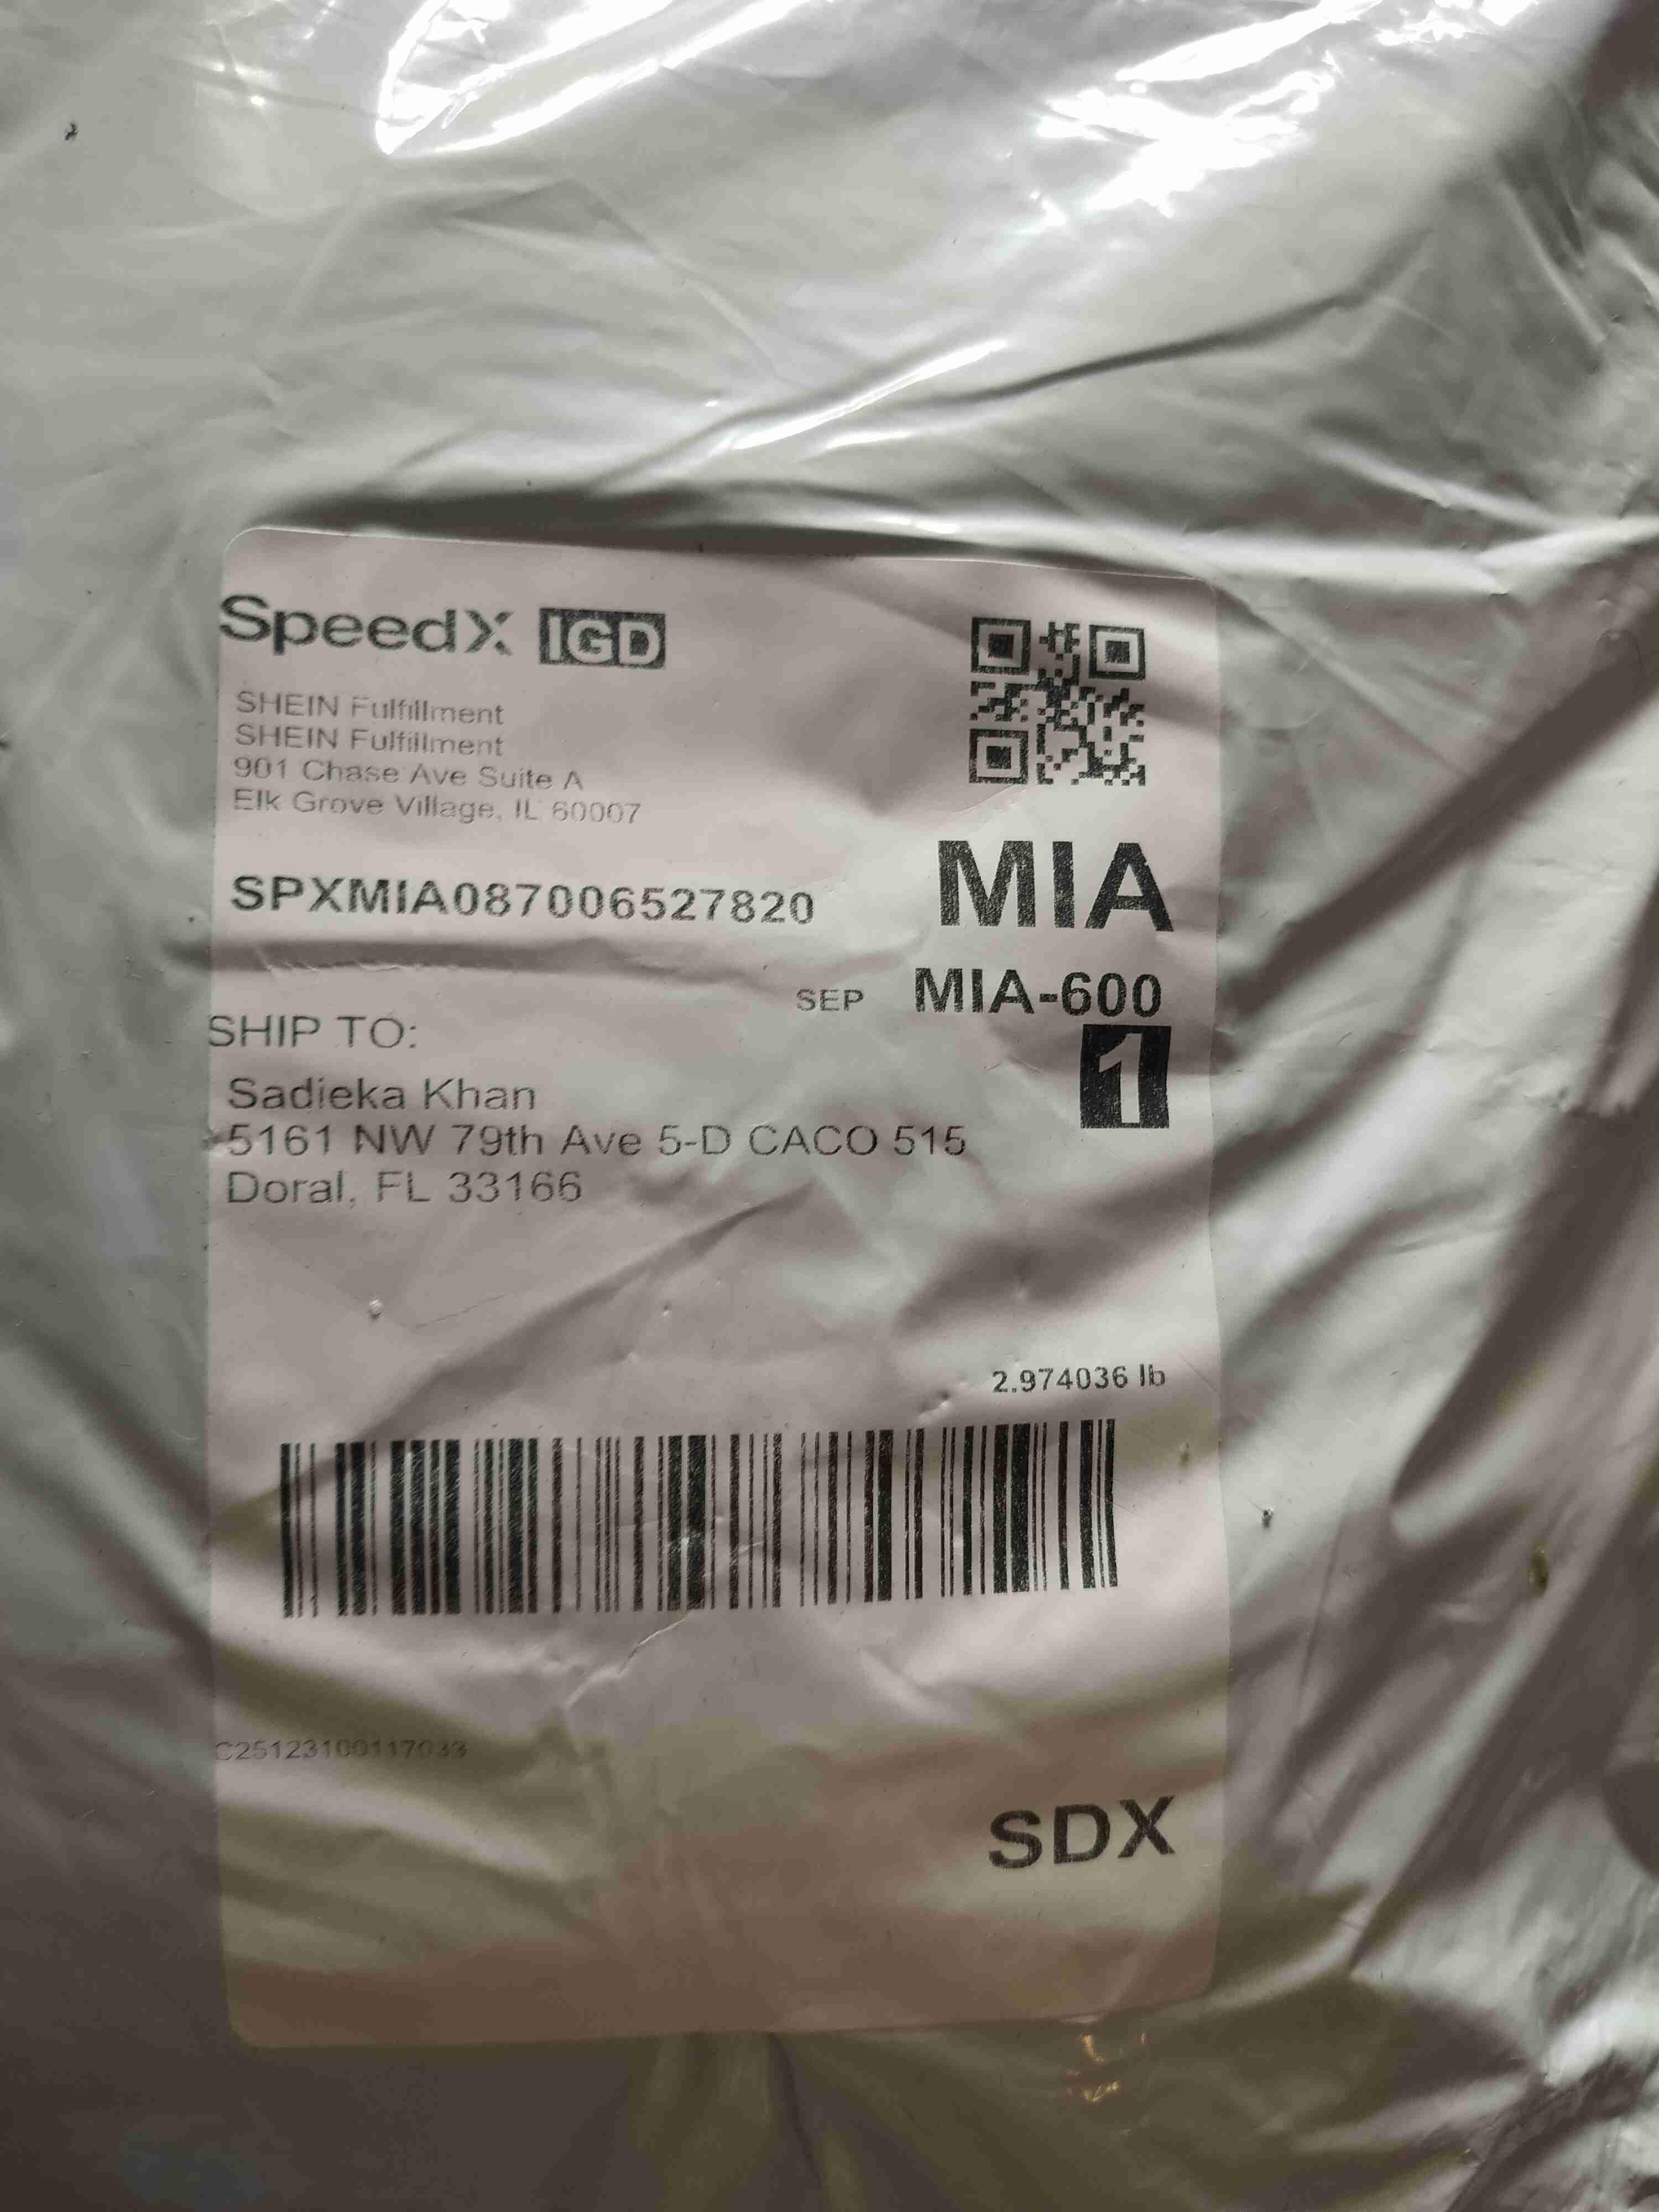 SpeedX IGD
SHEIN Fulfillment
SHEIN Fulfillment
901 Chase Ave Suite A
Elk Grove Village, IL 60007
SPXMIA087006527820
MIA
SEP MIA-600
1
SHIP TO:
Sadieka Khan
5161 NW 79th Ave 5-D CACO 515
Doral, FL 33166
2.974036 lb
C25123100117033
SDX